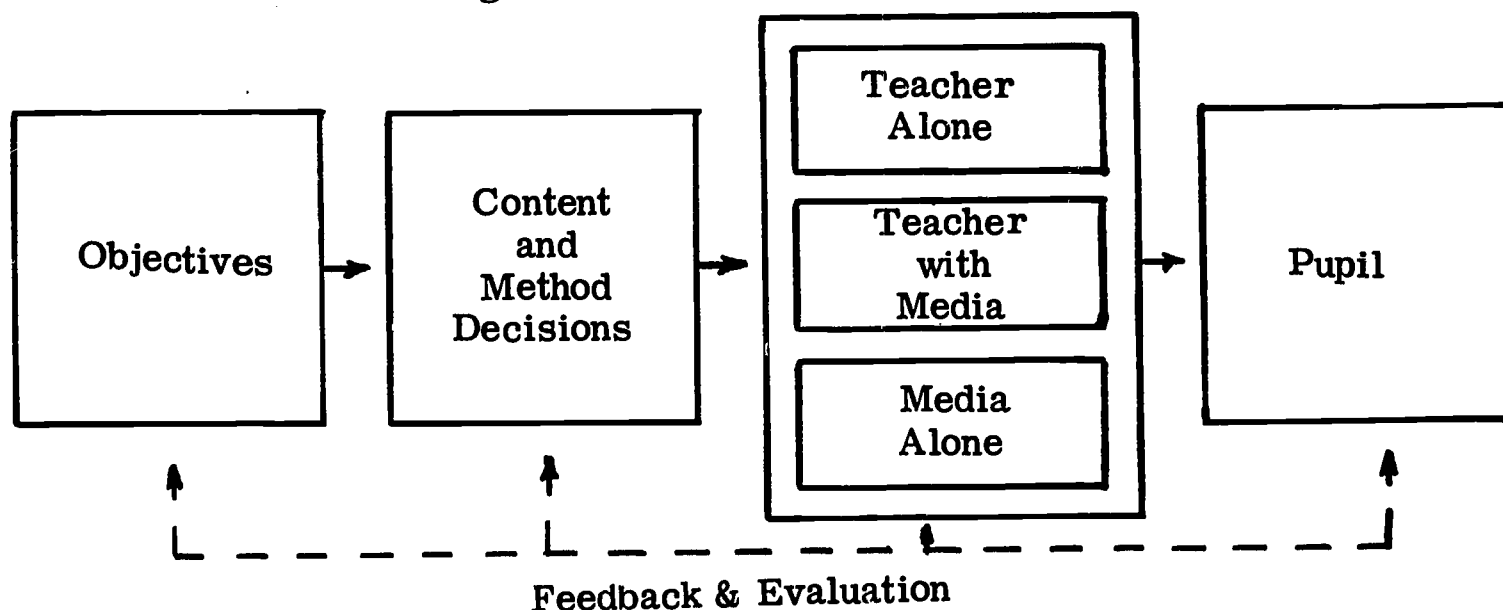 Objectives
Content
and
Method
Decisions
Teacher
Alone
Teacher
with
Media
Media
Alone
Pupil
Feedback & Evaluation